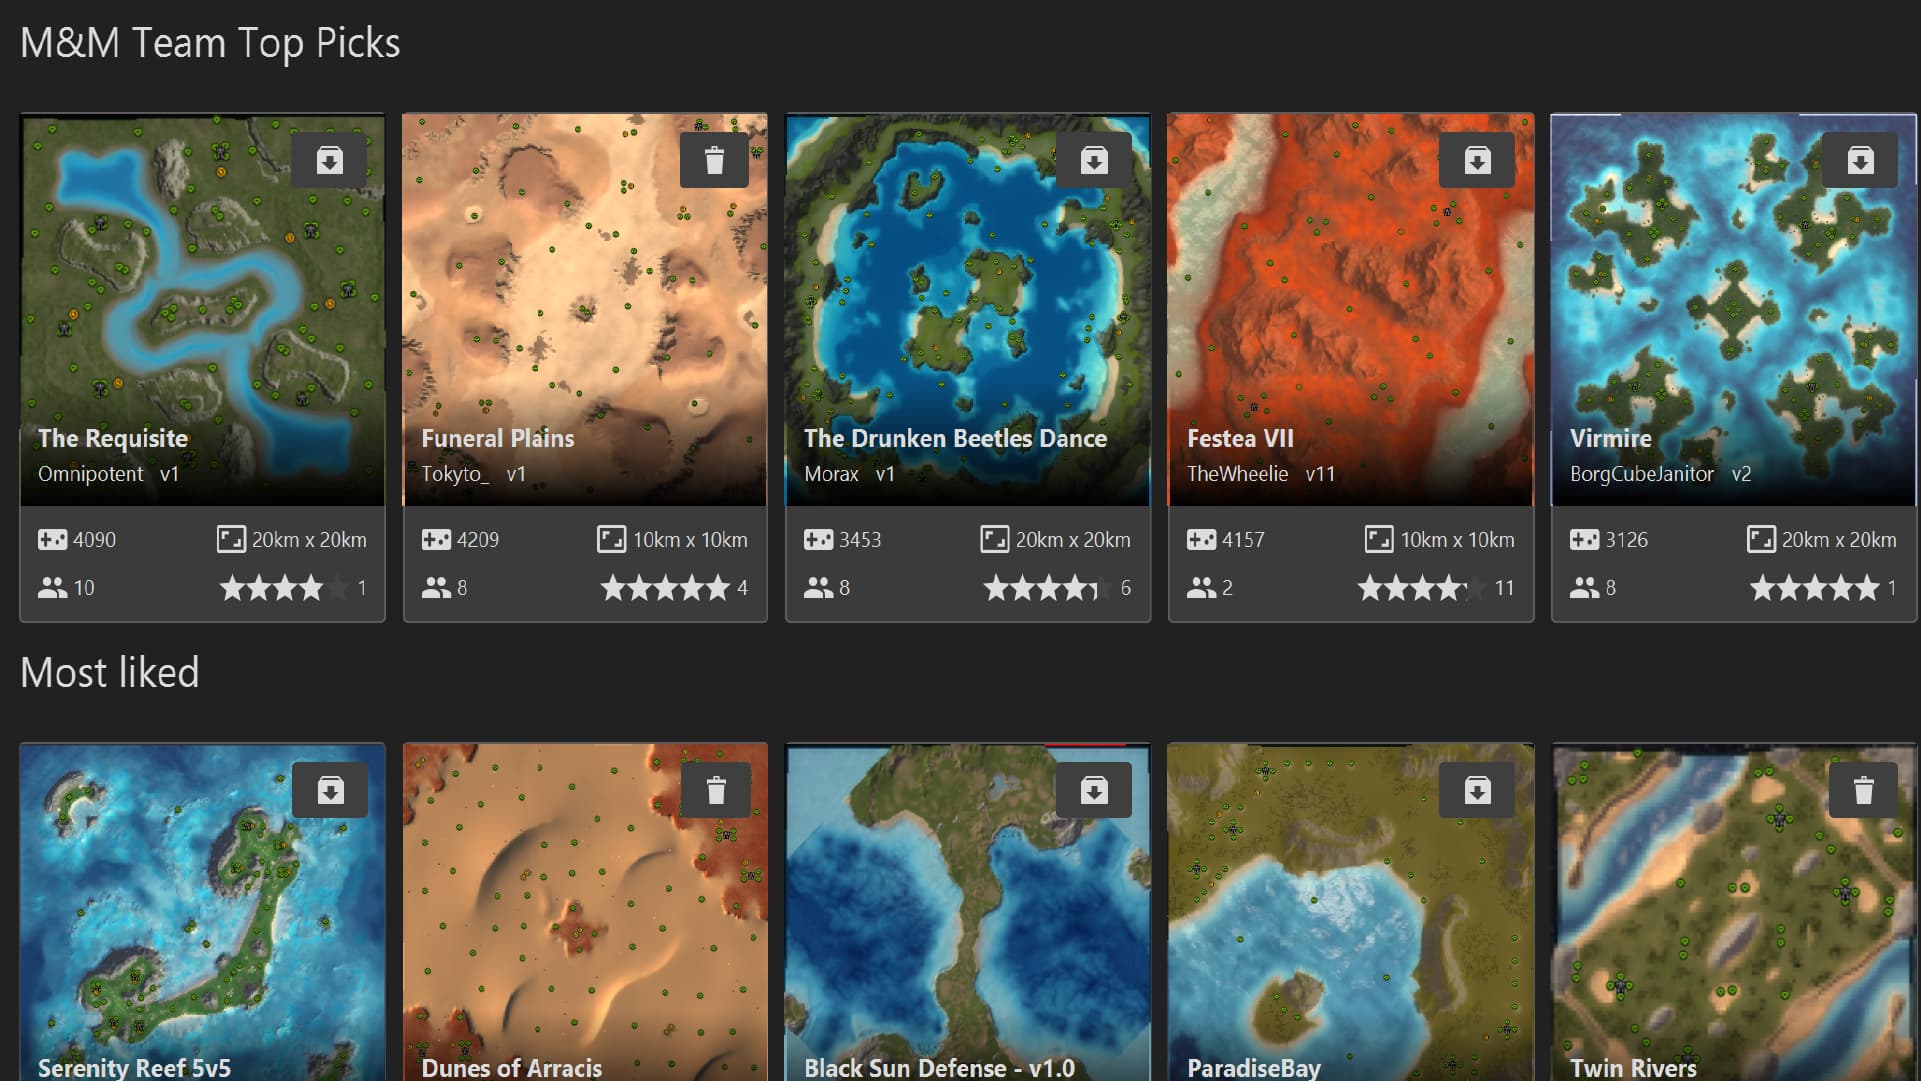 M&M Team Top Picks
The Requisite
Omnipotent v1
4090 20km x 20km
10 1
Funeral Plains
Tokyto_ v1
4209 10km x 10km
8 4
The Drunken Beetles Dance
Morax v1
3453 20km x 20km
8 6
Festea VII
TheWheelie v11
4157 10km x 10km
2 11
Virmire
BorgCubeJanitor v2
3126 20km x 20km
8 1
Most liked
Serenity Reef 5v5
Dunes of Arracis
Black Sun Defense - v1.0
ParadiseBay
Twin Rivers